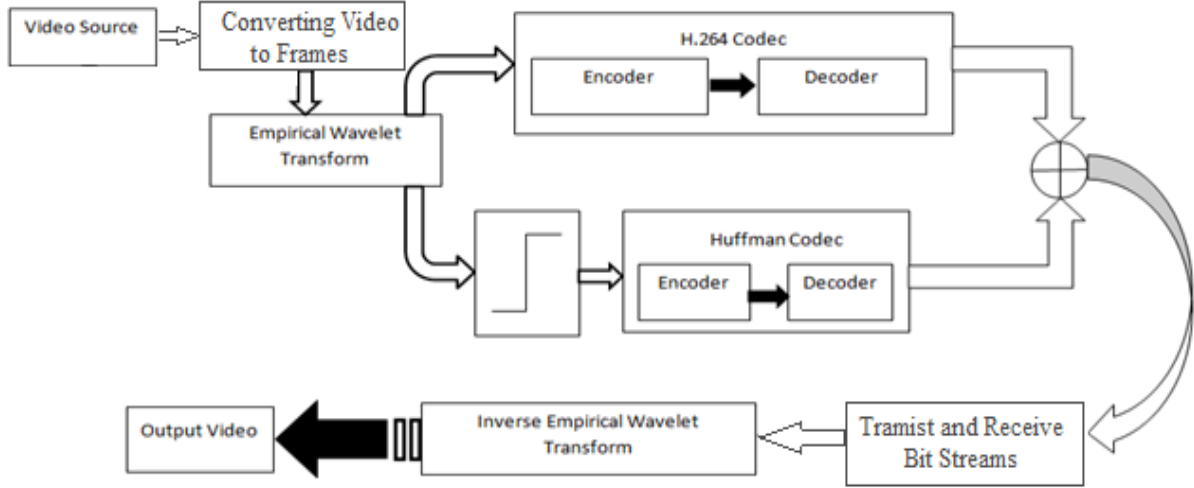 Video Source
Converting Video
to Frames
Empirical Wavelet
Transform
H.264 Codec
Encoder
Decoder
Huffman Codec
Encoder
Decoder
Tramist and Receive
Bit Streams
Inverse Empirical Wavelet
Transform
Output Video